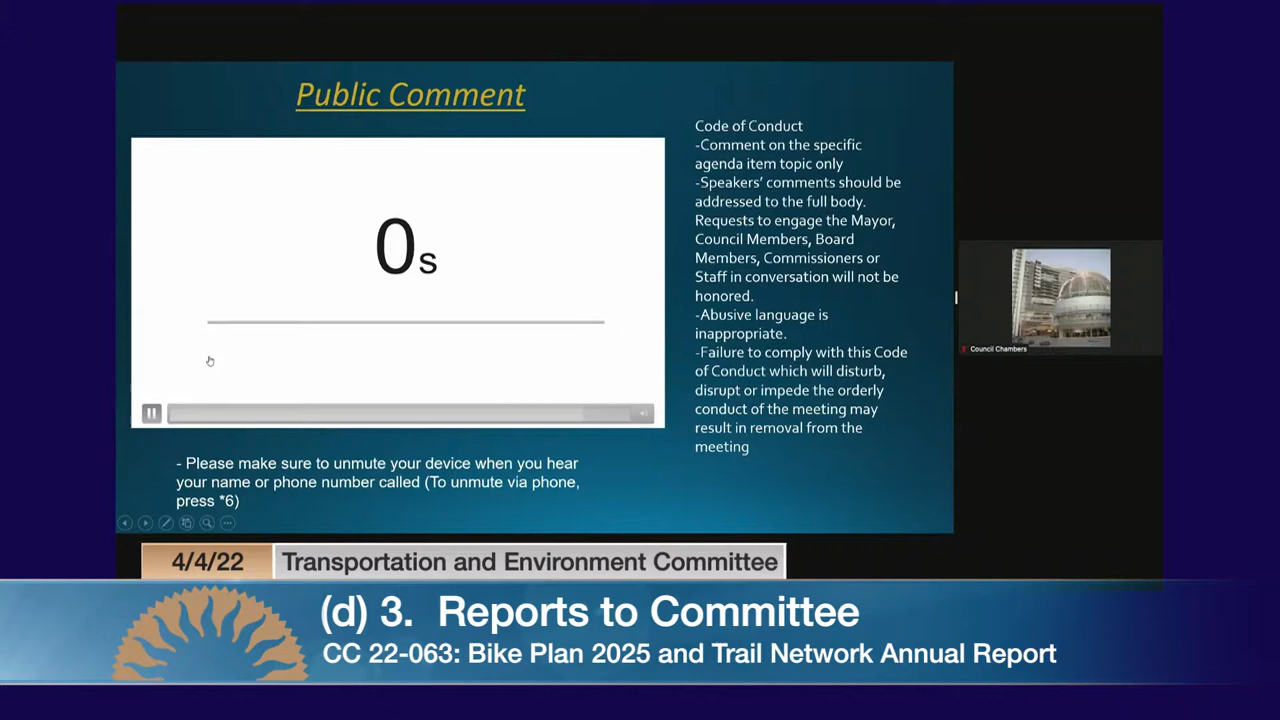 Public Comment
0s
Code of Conduct
-Comment on the specific
agenda item topic only
-Speakers' comments should be
addressed to the full body.
Requests to engage the Mayor,
Council Members, Board
Members, Commissioners or
Staff in conversation will not be
honored.
-Abusive language is
inappropriate.
-Failure to comply with this Code
of Conduct which will disturb,
disrupt or impede the orderly
conduct of the meeting may
result in removal from the
meeting
- Please make sure to unmute your device when you hear
your name or phone number called (To unmute via phone,
press *6)
Council Chambers
4/4/22
Transportation and Environment Committee
(d) 3. Reports to Committee
CC 22-063: Bike Plan 2025 and Trail Network Annual Report